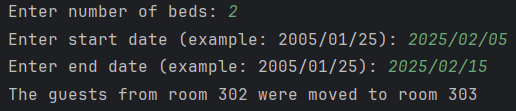 Enter number of beds: 2
Enter start date (example: 2005/01/25): 2025/02/05
Enter end date (example: 2005/01/25): 2025/02/15
The guests from room 302 were moved to room 303